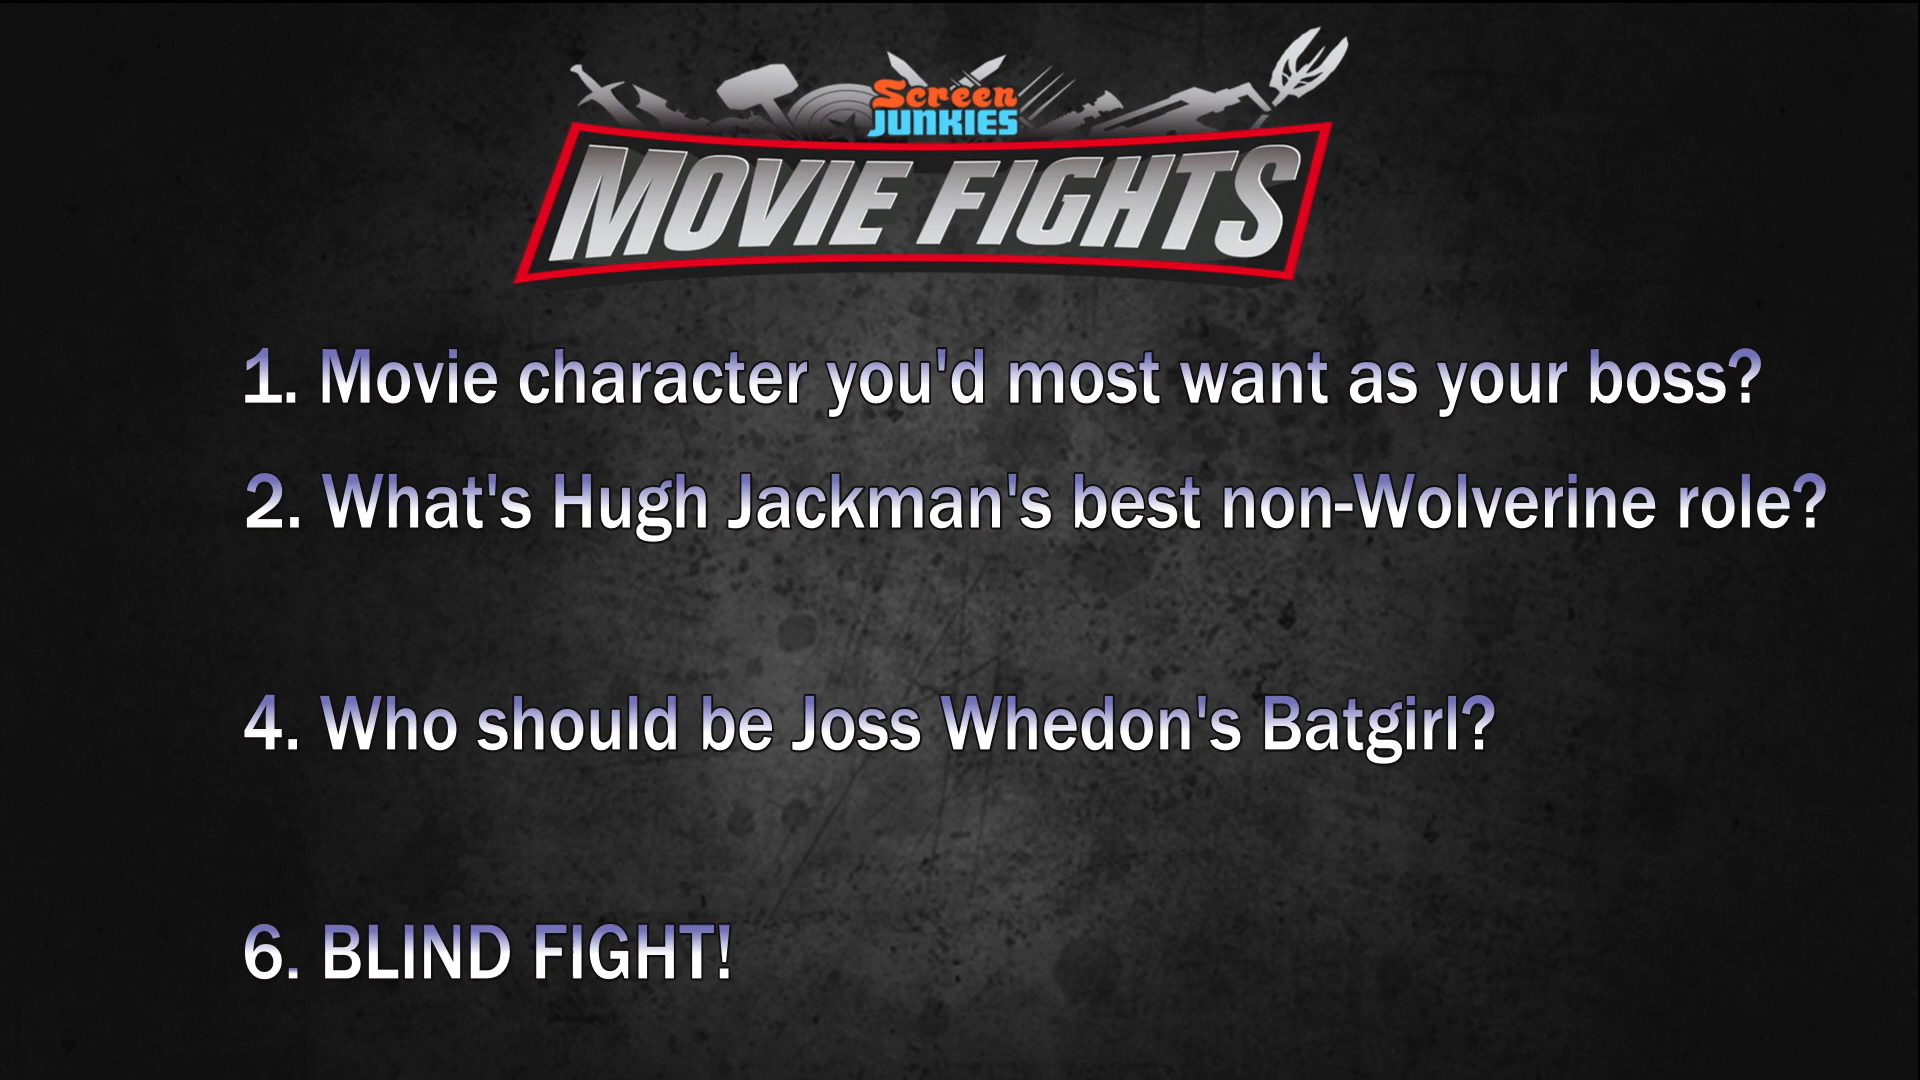 Screen
JUNKIES
MOVIE FIGHTS
1. Movie character you'd most want as your boss?
2. What's Hugh Jackman's best non-Wolverine role?
4. Who should be Joss Whedon's Batgirl?
6. BLIND FIGHT!